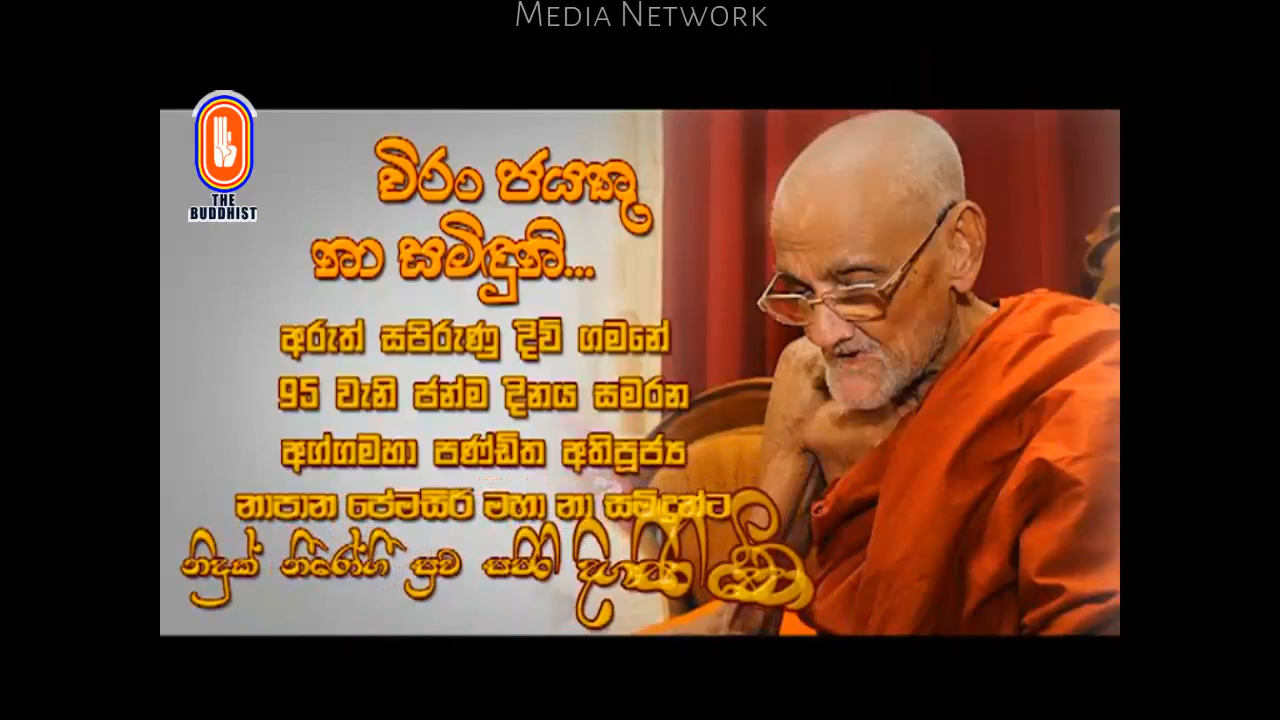 Media Network
THE
BUDDHIST
චිරං ජයතු
නා සමිඳුනි...
අරුත් සපිරුණු දිවි ගමනේ
95 වැනි ජන්ම දිනය සමරන
අග්ගමහා පණ්ඩිත අතිපූජ්‍ය
නාපාන පේමසිරි මහා නා සමිඳුන්ට
නිදුක් නිරෝගී සුව